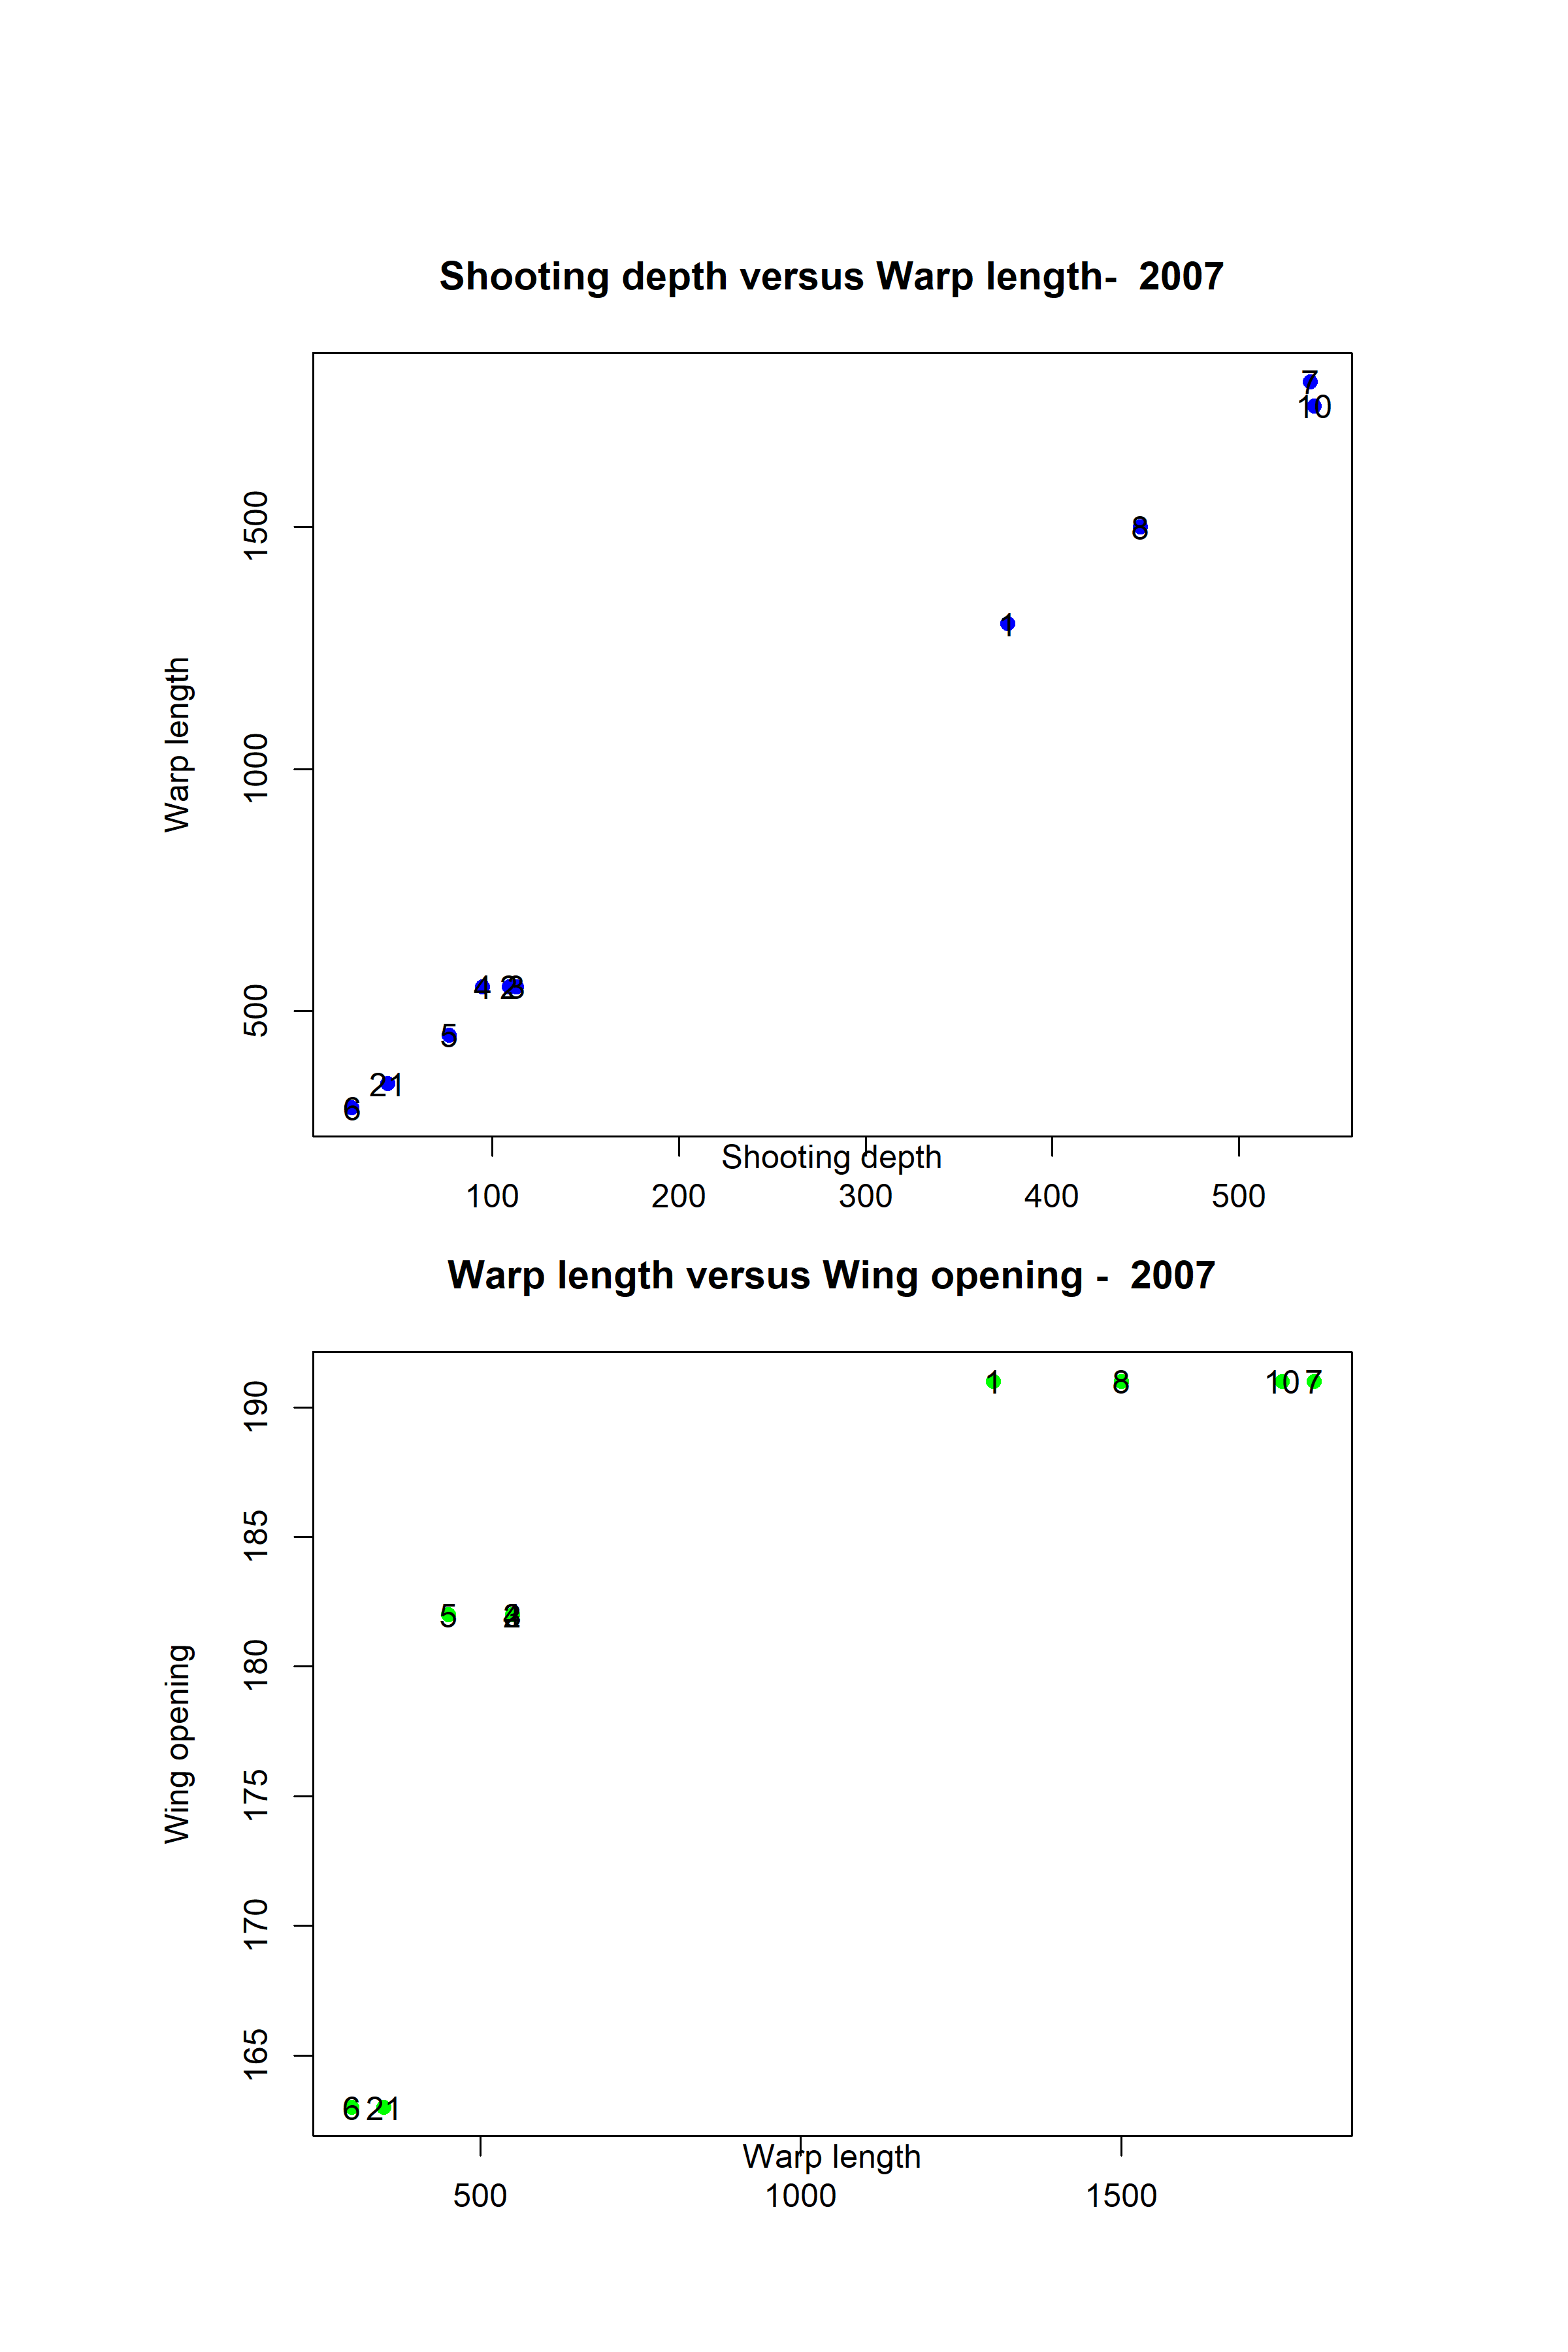 Shooting depth versus Warp length-  2007
7
10
1500
8
1
Warp length
1000
500
4 2 3
5
21
6
Shooting depth
100 200 300 400 500
Warp length versus Wing opening -  2007
190
1 8 10 7
185
5
180
Wing opening
175
170
165
6 21
Warp length
500 1000 1500